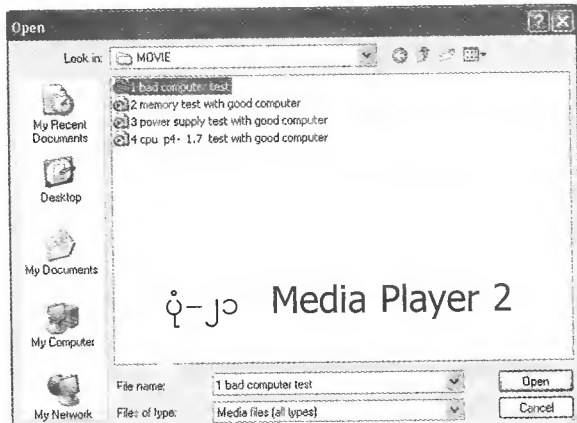 Open
Look in: MOVIE
1 bad computer test
2 memory test with good computer
3 power supply test with good computer
4 cpu p4- 1.7 test with good computer
My Recent
Documents
Desktop
My Documents
My Computer
My Network
ပုံ-၂၁ Media Player 2
File name: 1 bad computer test Open
Files of type: Media files (all types) Cancel